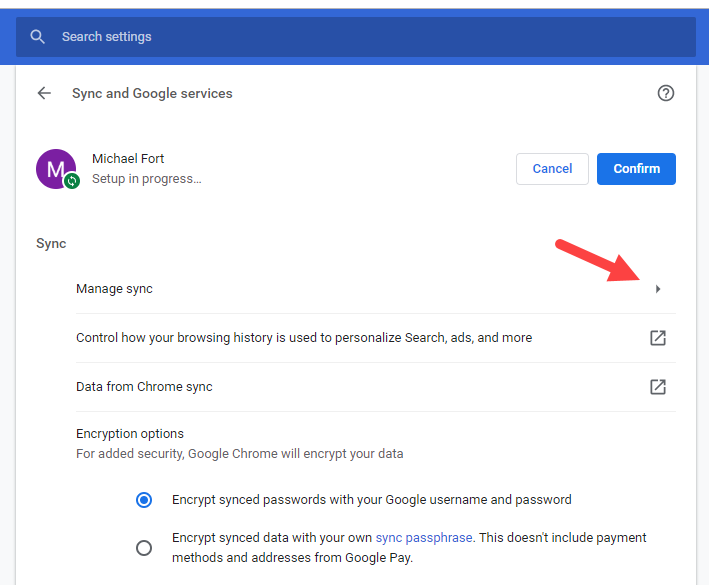 Search settings
Sync and Google services
M
Michael Fort
Setup in progress...
Cancel
Confirm
Sync
Manage sync
Control how your browsing history is used to personalize Search, ads, and more
Data from Chrome sync
Encryption options
For added security, Google Chrome will encrypt your data
Encrypt synced passwords with your Google username and password
Encrypt synced data with your own sync passphrase. This doesn't include payment
methods and addresses from Google Pay.